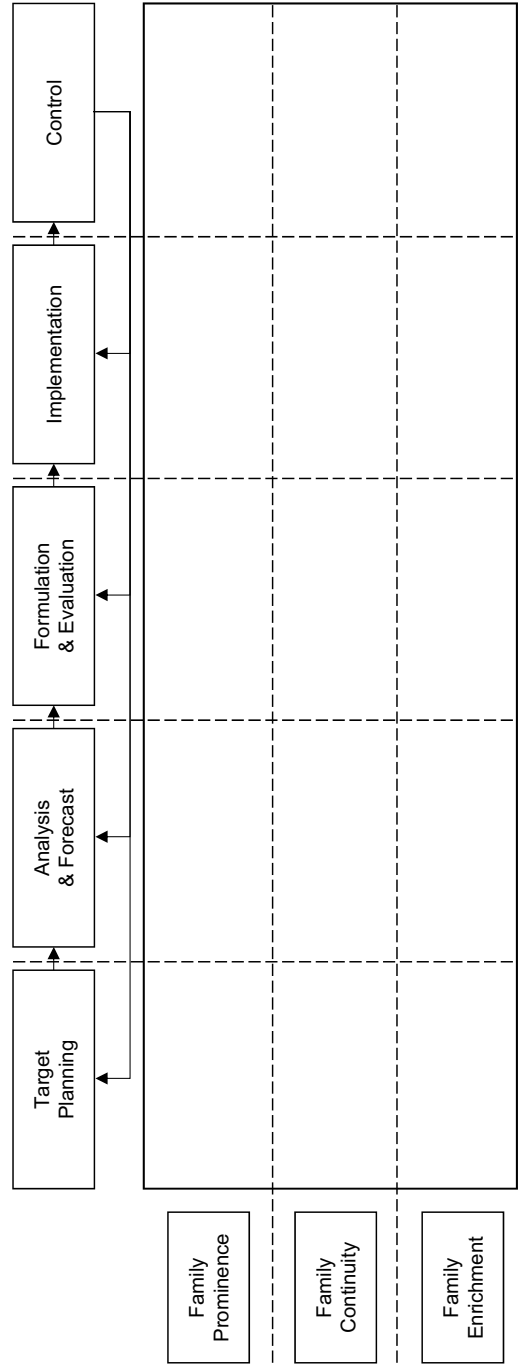 Target
Planning
Analysis
& Forecast
Formulation
& Evaluation
Implementation
Control
Family
Prominence
Family
Continuity
Family
Enrichment